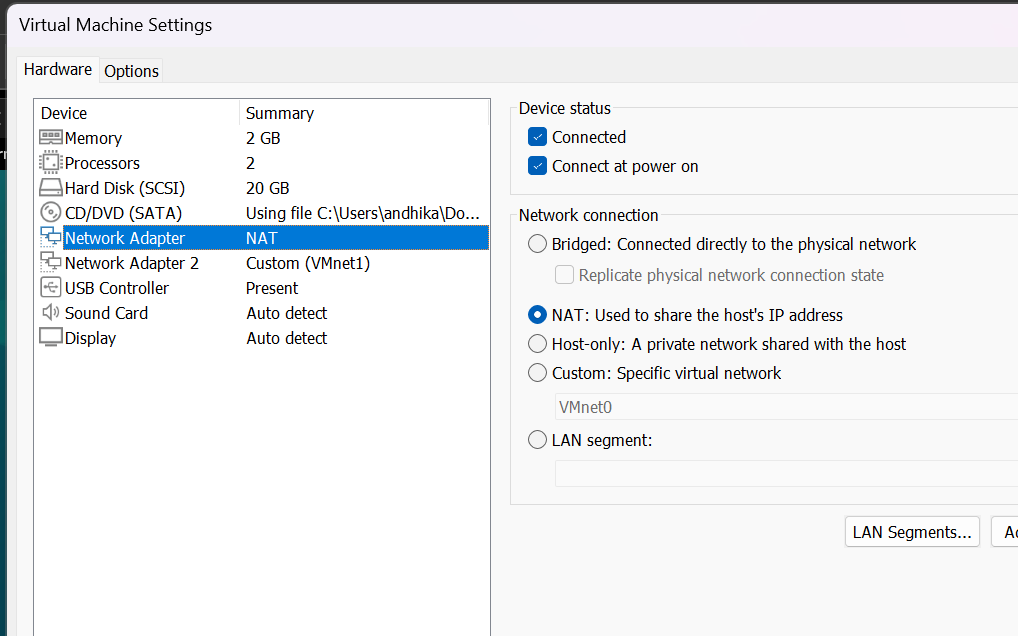 Virtual Machine Settings
Hardware Options
Device Summary
Memory 2 GB
Processors 2
Hard Disk (SCSI) 20 GB
CD/DVD (SATA) Using file C:\Users\andhika\Do...
Network Adapter NAT
Network Adapter 2 Custom (VMnet1)
USB Controller Present
Sound Card Auto detect
Display Auto detect
Device status
Connected
Connect at power on
Network connection
Bridged: Connected directly to the physical network
Replicate physical network connection state
NAT: Used to share the host's IP address
Host-only: A private network shared with the host
Custom: Specific virtual network
VMnet0
LAN segment:
LAN Segments...